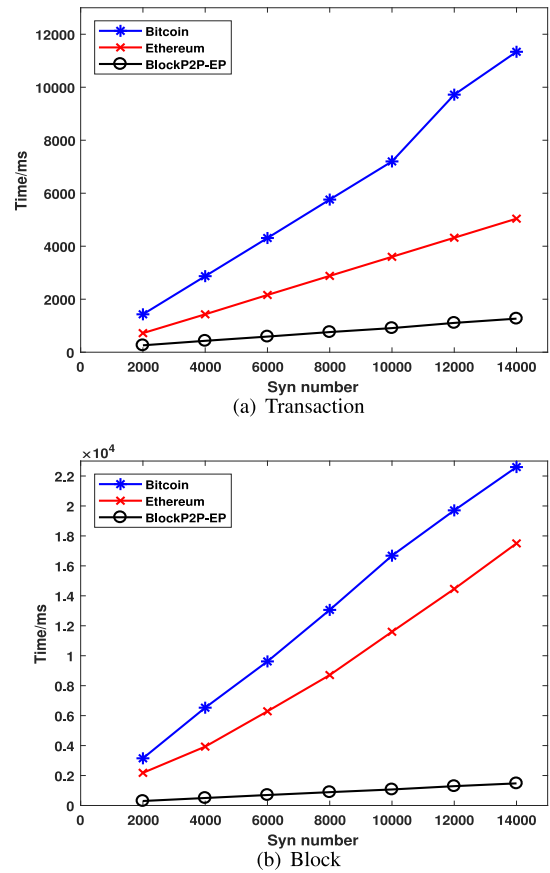 12000
10000
8000
6000
4000
2000
0
Time/ms
Bitcoin
Ethereum
BlockP2P-EP
0 2000 4000 6000 8000 10000 12000 14000
Syn number
(a) Transaction
×10⁴
2.2
2
1.8
1.6
1.4
1.2
1
0.8
0.6
0.4
0.2
0
Time/ms
Bitcoin
Ethereum
BlockP2P-EP
0 2000 4000 6000 8000 10000 12000 14000
Syn number
(b) Block